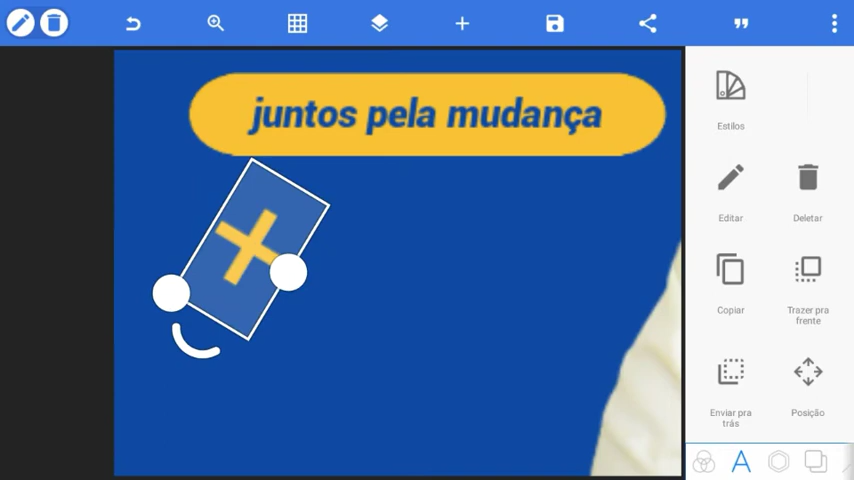 juntos pela mudança
+
Estilos
Editar
Deletar
Copiar
Trazer pra
frente
Enviar pra
trás
Posição